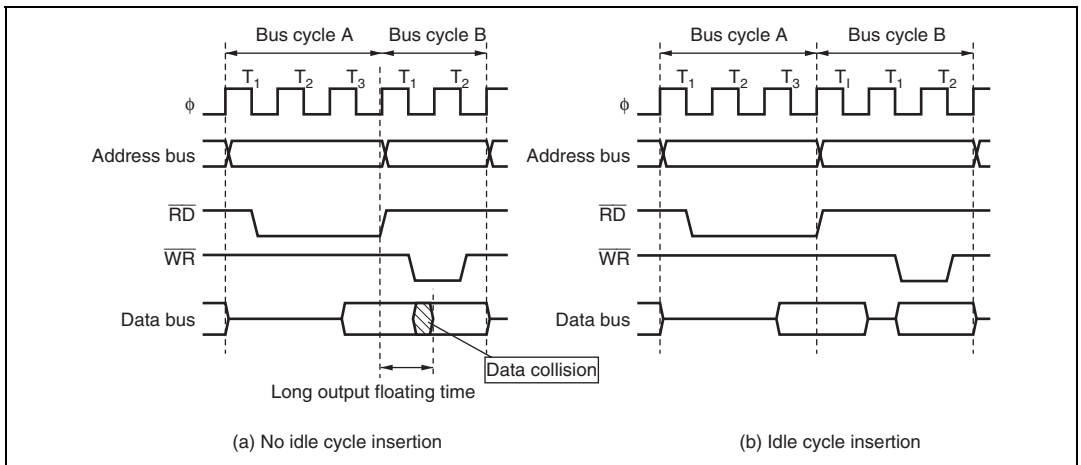 Bus cycle A Bus cycle B
T1 T2 T3 T1 T2
ϕ
Address bus
RD
WR
Data bus
Data collision
Long output floating time
(a) No idle cycle insertion
Bus cycle A Bus cycle B
T1 T2 T3 TI T1 T2
ϕ
Address bus
RD
WR
Data bus
(b) Idle cycle insertion